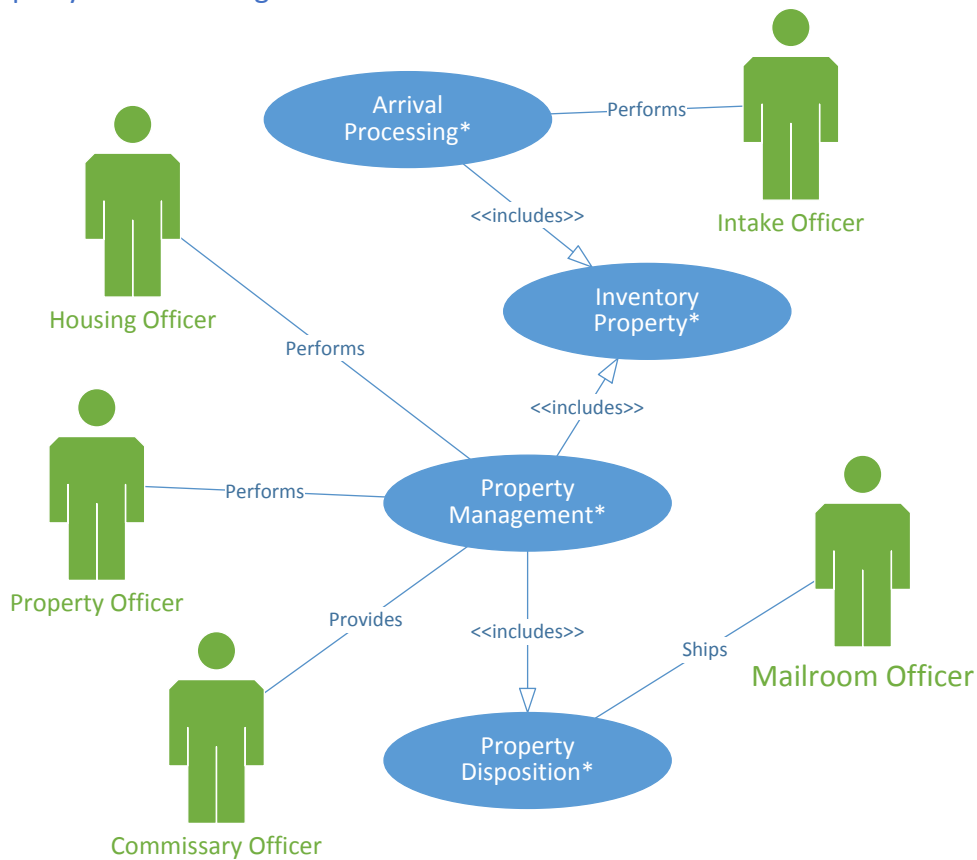 Arrival
Processing*
Performs
Intake Officer
<<includes>>
Housing Officer
Inventory
Property*
Performs
<<includes>>
Property
Management*
Performs
Property Officer
Provides
<<includes>>
Ships
Mailroom Officer
Property
Disposition*
Commissary Officer